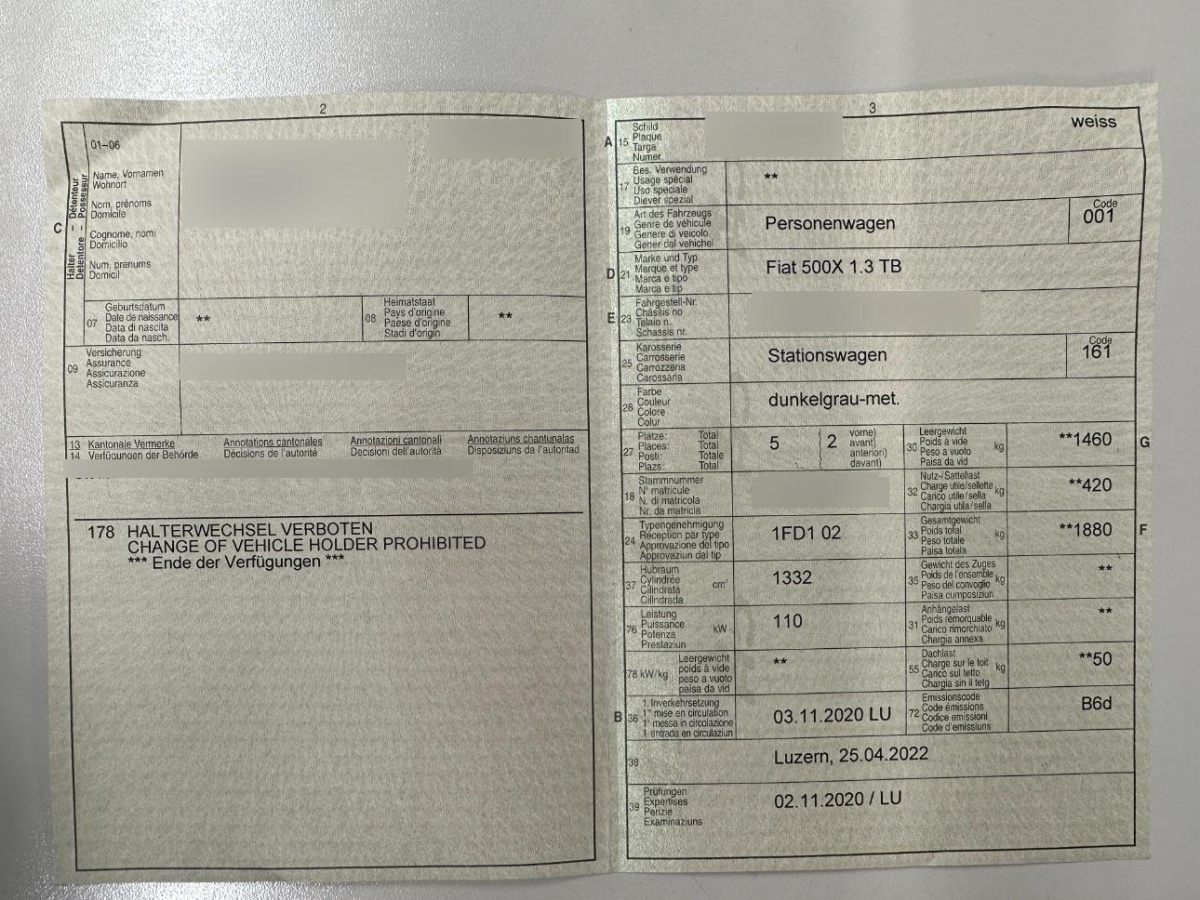 2
01–06
Halter – Détenteur
Detentore – Possessur
C
Name, Vornamen
Wohnort
Nom, prénoms
Domicile
Cognome, nomi
Domicilio
Num, prenums
Domicil
07
Geburtsdatum
Date de naissance
Data di nascita
Data da nasch.
**
08
Heimatstaat
Pays d'origine
Paese d'origine
Stadi d'origin
**
09
Versicherung
Assurance
Assicurazione
Assicuranza
13 Kantonale Vermerke Annotations cantonales Annotazioni cantonali Annotaziuns chantunalas
14 Verfügungen der Behörde Décisions de l'autorité Decisioni dell'autorità Disposiziuns da l'autoritad
178 HALTERWECHSEL VERBOTEN
CHANGE OF VEHICLE HOLDER PROHIBITED
*** Ende der Verfügungen ***
3
A 15
Schild
Plaque
Targa
Numer
weiss
17
Bes. Verwendung
Usage spécial
Uso speciale
Diever spezial
**
19
Art des Fahrzeugs
Genre de véhicule
Genere di veicolo
Gener dal vehichel
Personenwagen
Code
001
D 21
Marke und Typ
Marque et type
Marca e tipo
Marca e tip
Fiat 500X 1.3 TB
E 23
Fahrgestell-Nr.
Châssis no
Telaio n.
Schassis nr.
25
Karosserie
Carrosserie
Carrozzeria
Carossaria
Stationswagen
Code
161
26
Farbe
Couleur
Colore
Colur
dunkelgrau-met.
27
Plätze: Total
Places: Total
Posti: Totale
Plazs: Total
5
2
vorne)
avant)
anteriori)
davant)
30
Leergewicht
Poids à vide
Peso a vuoto
Paisa da vid
kg
**1460
G
18
Stammnummer
N° matricule
N. di matricola
Nr. da matricla
32
Nutz-/Sattellast
Charge utile/sellette
Carico utile/sella
Chargia utila/sella
kg
**420
24
Typengenehmigung
Réception par type
Approvazione del tipo
Approvaziun dal tip
1FD1 02
33
Gesamtgewicht
Poids total
Peso totale
Paisa totala
kg
**1880
F
37
Hubraum
Cylindrée
Cilindrata
Cilindrada
cm³
1332
35
Gewicht des Zuges
Poids de l'ensemble
Peso del convoglio
Paisa cumposiziun
kg
**
76
Leistung
Puissance
Potenza
Prestaziun
kW
110
31
Anhängelast
Poids remorquable
Carico rimorchiato
Chargia annexa
kg
**
78 kW/kg
Leergewicht
poids à vide
peso a vuoto
paisa da vid
**
55
Dachlast
Charge sur le toit
Carico sul tetto
Chargia sin il tetg
kg
**50
B 36
1. Inverkehrsetzung
1re mise en circulation
1a messa in circolazione
1. entrada en circulaziun
03.11.2020 LU
72
Emissionscode
Code émissions
Codice emissioni
Code d'emissiuns
B6d
38
Luzern, 25.04.2022
39
Prüfungen
Expertises
Perizie
Examinaziuns
02.11.2020 / LU